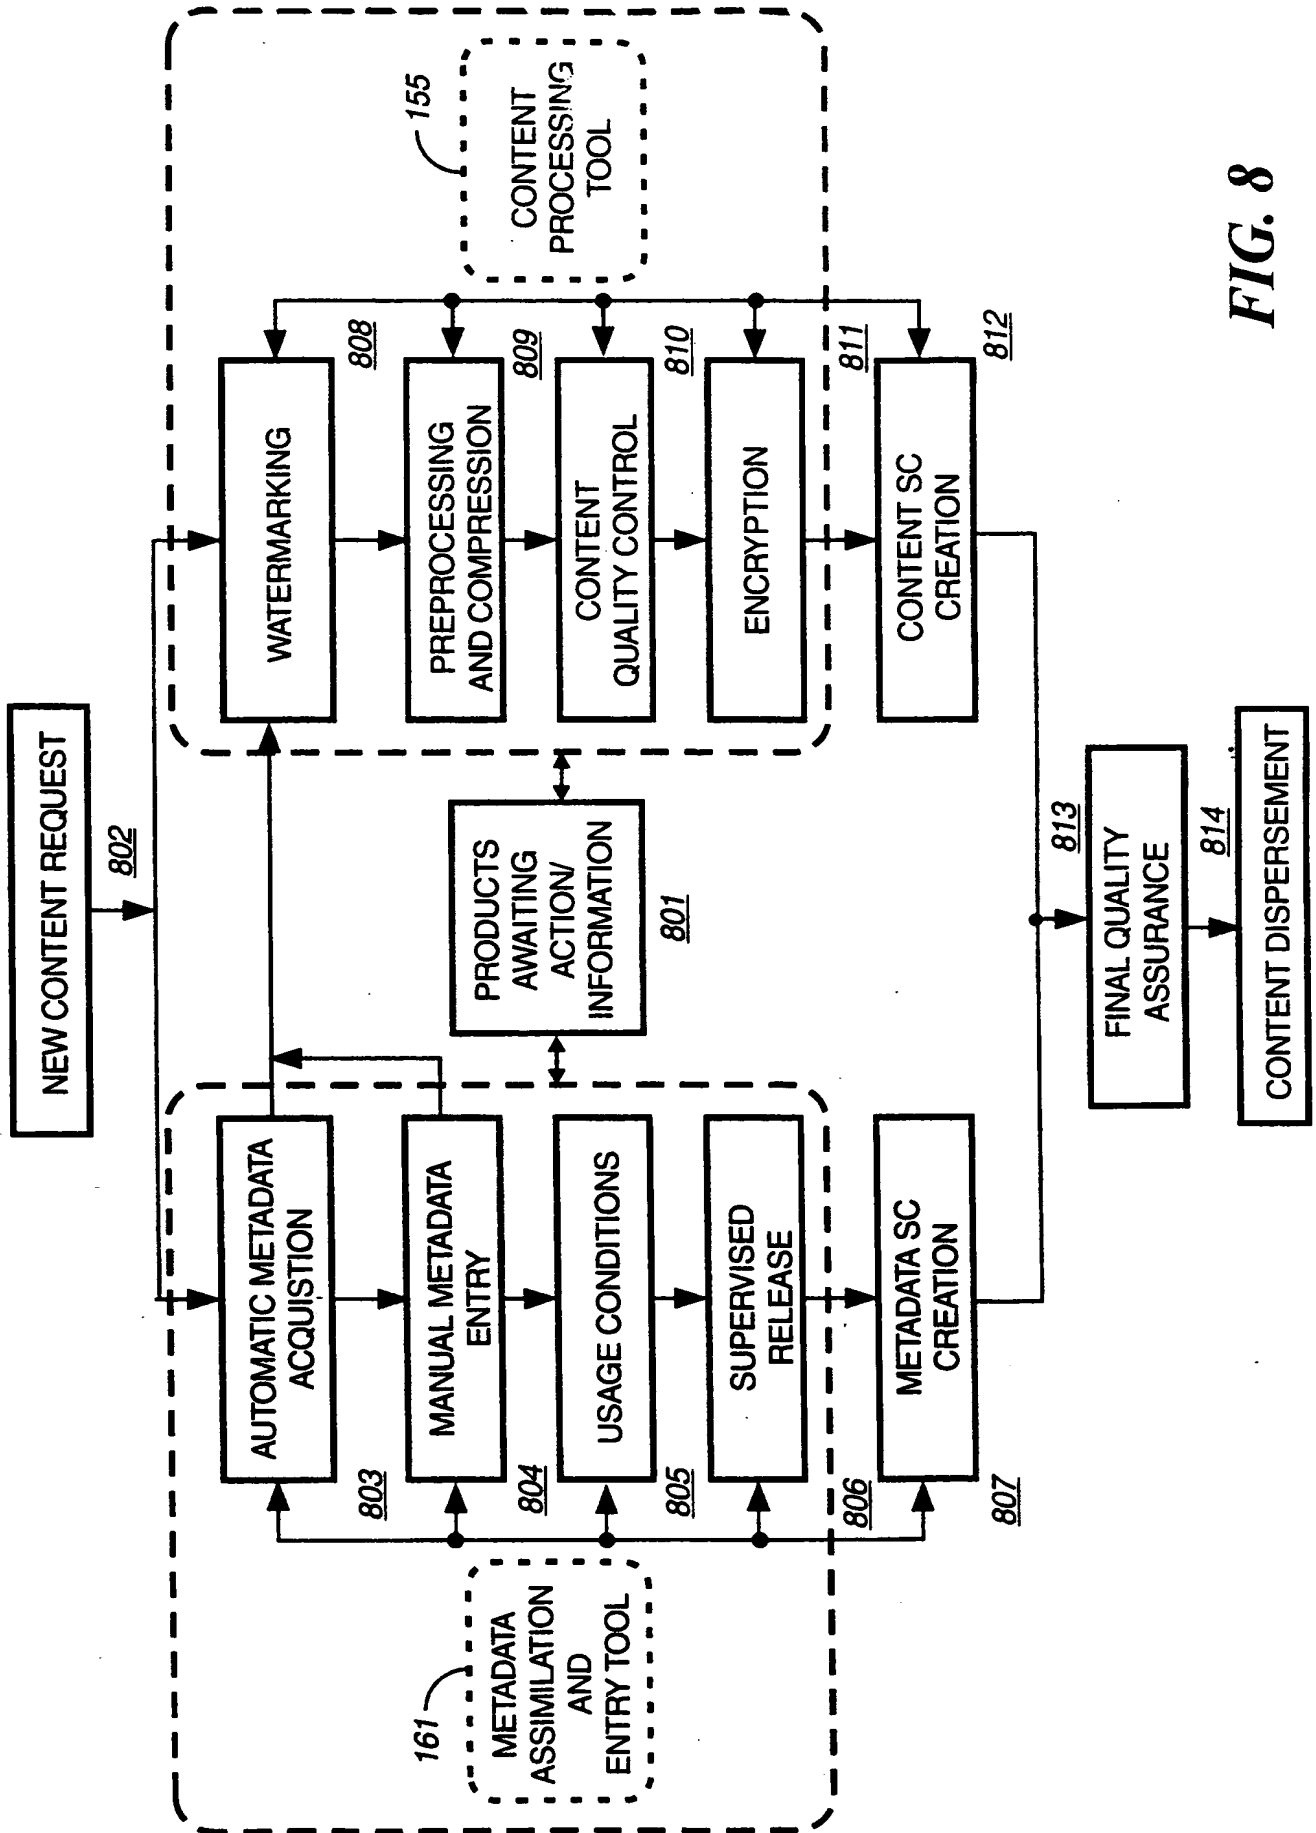 NEW CONTENT REQUEST
802
AUTOMATIC METADATA
ACQUISTION
803
MANUAL METADATA
ENTRY
804
USAGE CONDITIONS
805
SUPERVISED
RELEASE
806
METADATA SC
CREATION
807
161
METADATA
ASSIMILATION
AND
ENTRY TOOL
PRODUCTS
AWAITING
ACTION/
INFORMATION
801
WATERMARKING
808
PREPROCESSING
AND COMPRESSION
809
CONTENT
QUALITY CONTROL
810
ENCRYPTION
811
CONTENT SC
CREATION
812
155
CONTENT
PROCESSING
TOOL
FINAL QUALITY
ASSURANCE
813
CONTENT DISPERSEMENT
814
FIG. 8